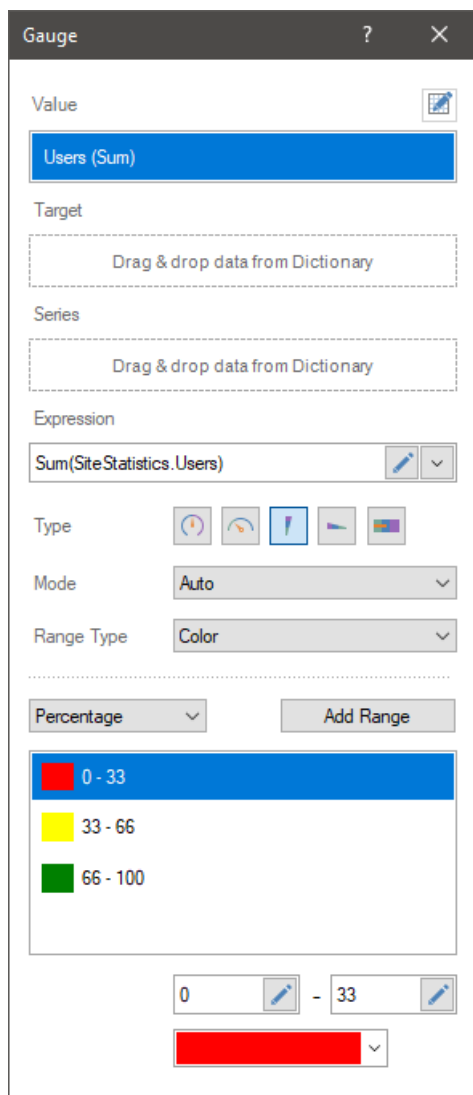 Gauge ?
Value
Users (Sum)
Target
Drag & drop data from Dictionary
Series
Drag & drop data from Dictionary
Expression
Sum(SiteStatistics.Users)
Type
Mode Auto
Range Type Color
Percentage Add Range
0 - 33
33 - 66
66 - 100
0 - 33